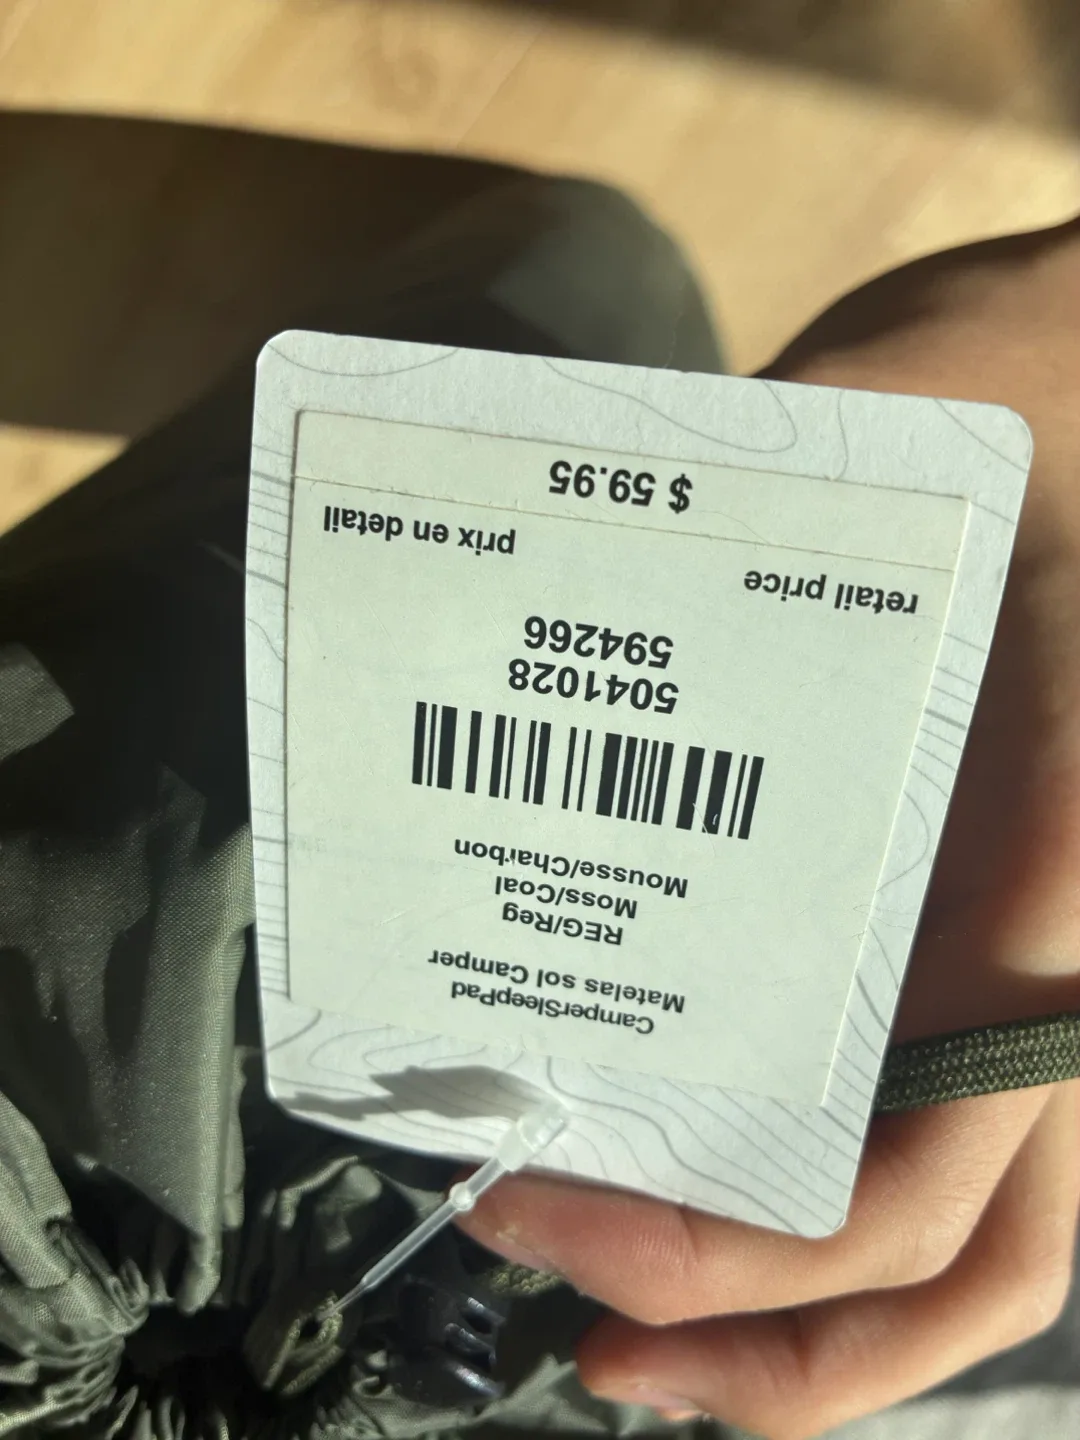 CamperSleepPad
Matelas sol Camper
REG/Reg
Moss/Coal
Mousse/Charbon
5041028
594266
retail price
prix en detail
$ 59.95